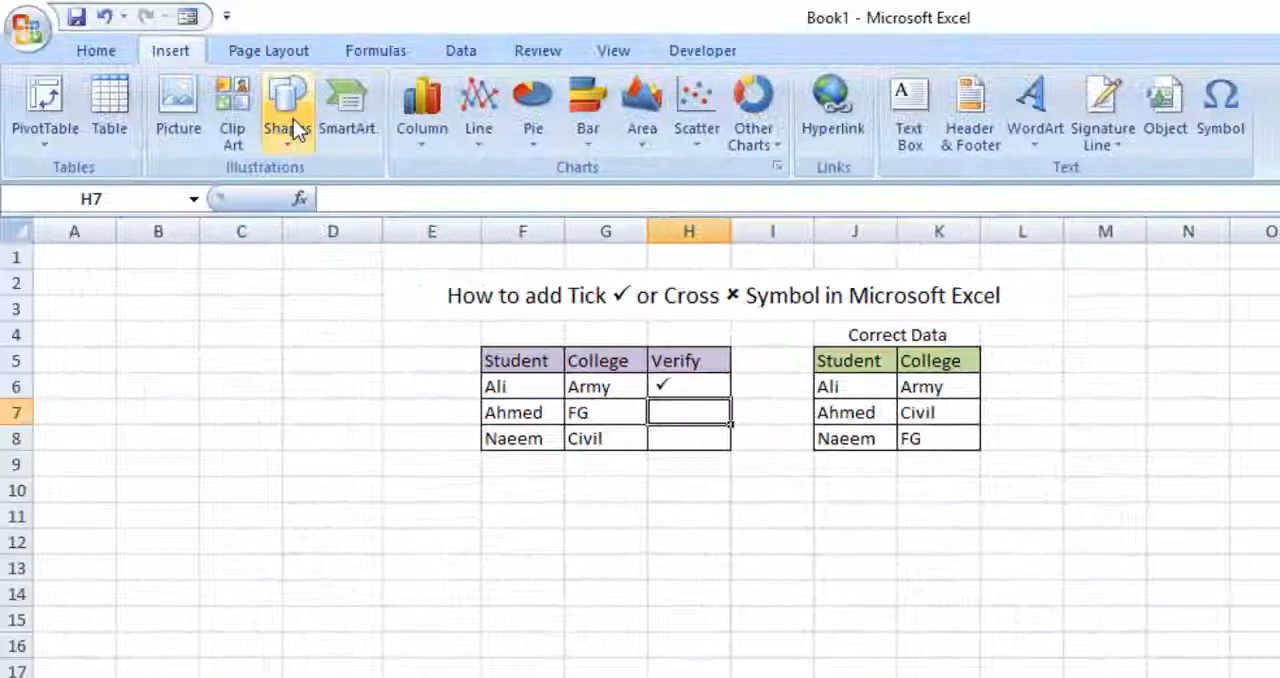 Book1 - Microsoft Excel
Home Insert Page Layout Formulas Data Review View Developer
PivotTable Table Picture Clip Art Shapes SmartArt Column Line Pie Bar Area Scatter Other Charts Hyperlink Text Box Header & Footer WordArt Signature Line Object Symbol
Tables Illustrations Charts Links Text
H7 fx
A B C D E F G H I J K L M N O
1
2
How to add Tick ✓ or Cross ✖ Symbol in Microsoft Excel
3
4 Correct Data
5 Student College Verify Student College
6 Ali Army ✓ Ali Army
7 Ahmed FG Ahmed Civil
8 Naeem Civil Naeem FG
9
10
11
12
13
14
15
16
17